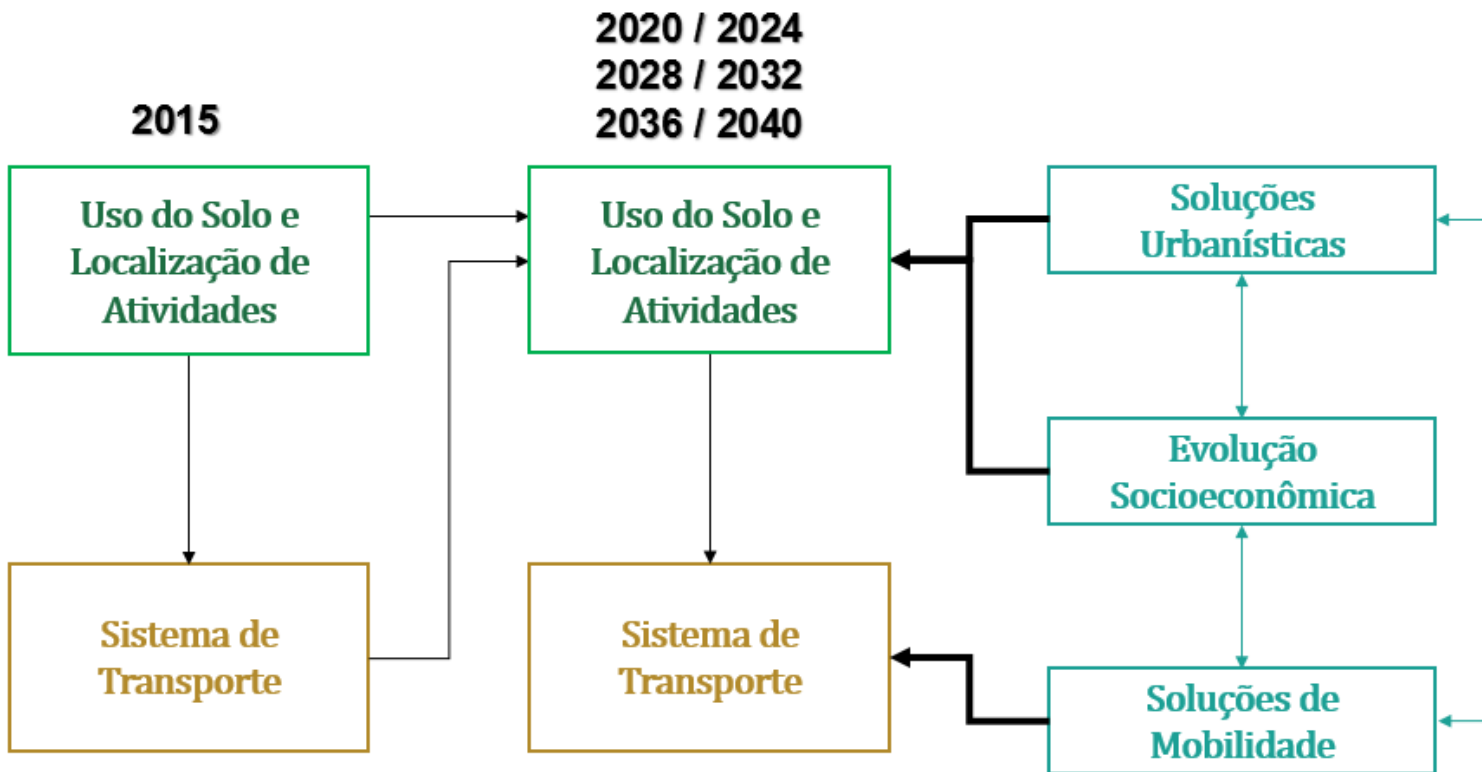 2015
2020 / 2024
2028 / 2032
2036 / 2040
Uso do Solo e
Localização de
Atividades
Uso do Solo e
Localização de
Atividades
Soluções
Urbanísticas
Evolução
Socioeconômica
Sistema de
Transporte
Sistema de
Transporte
Soluções de
Mobilidade